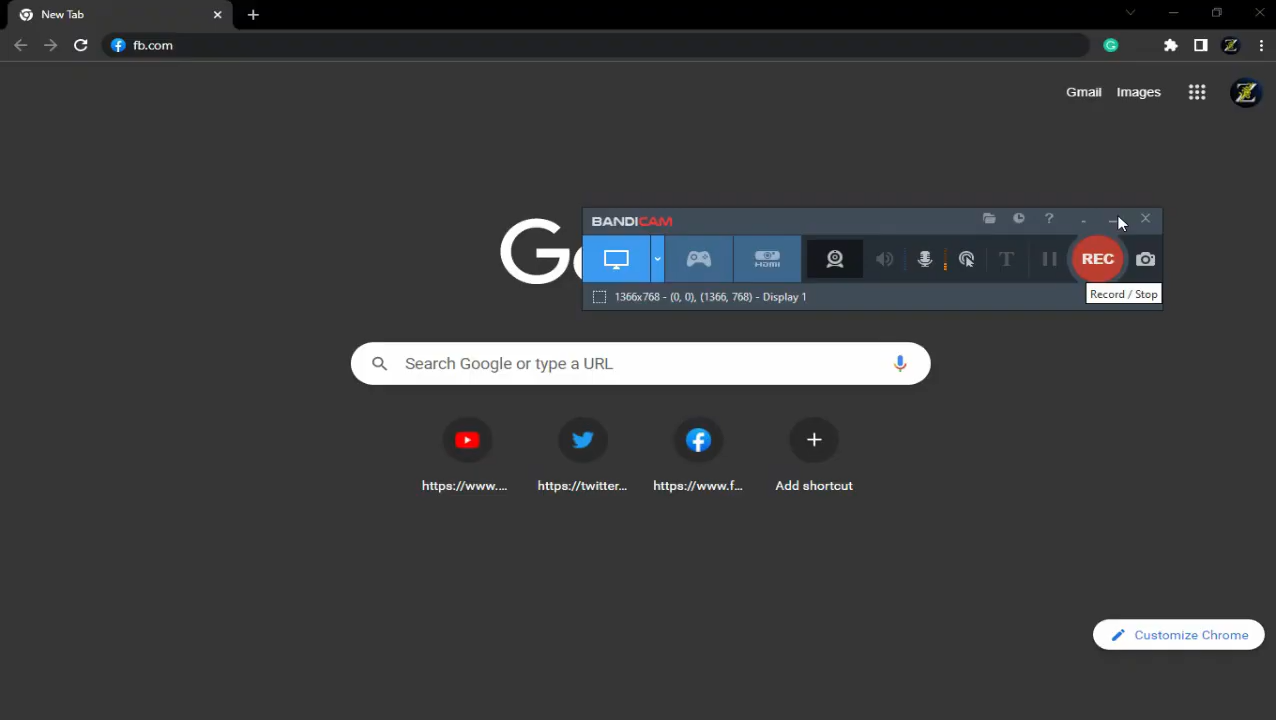 New Tab
fb.com
Gmail
Images
BANDICAM
HDMI
T
REC
1366x768 - (0, 0), (1366, 768) - Display 1
Record / Stop
Search Google or type a URL
https://www....
https://twitter...
https://www.f...
Add shortcut
Customize Chrome